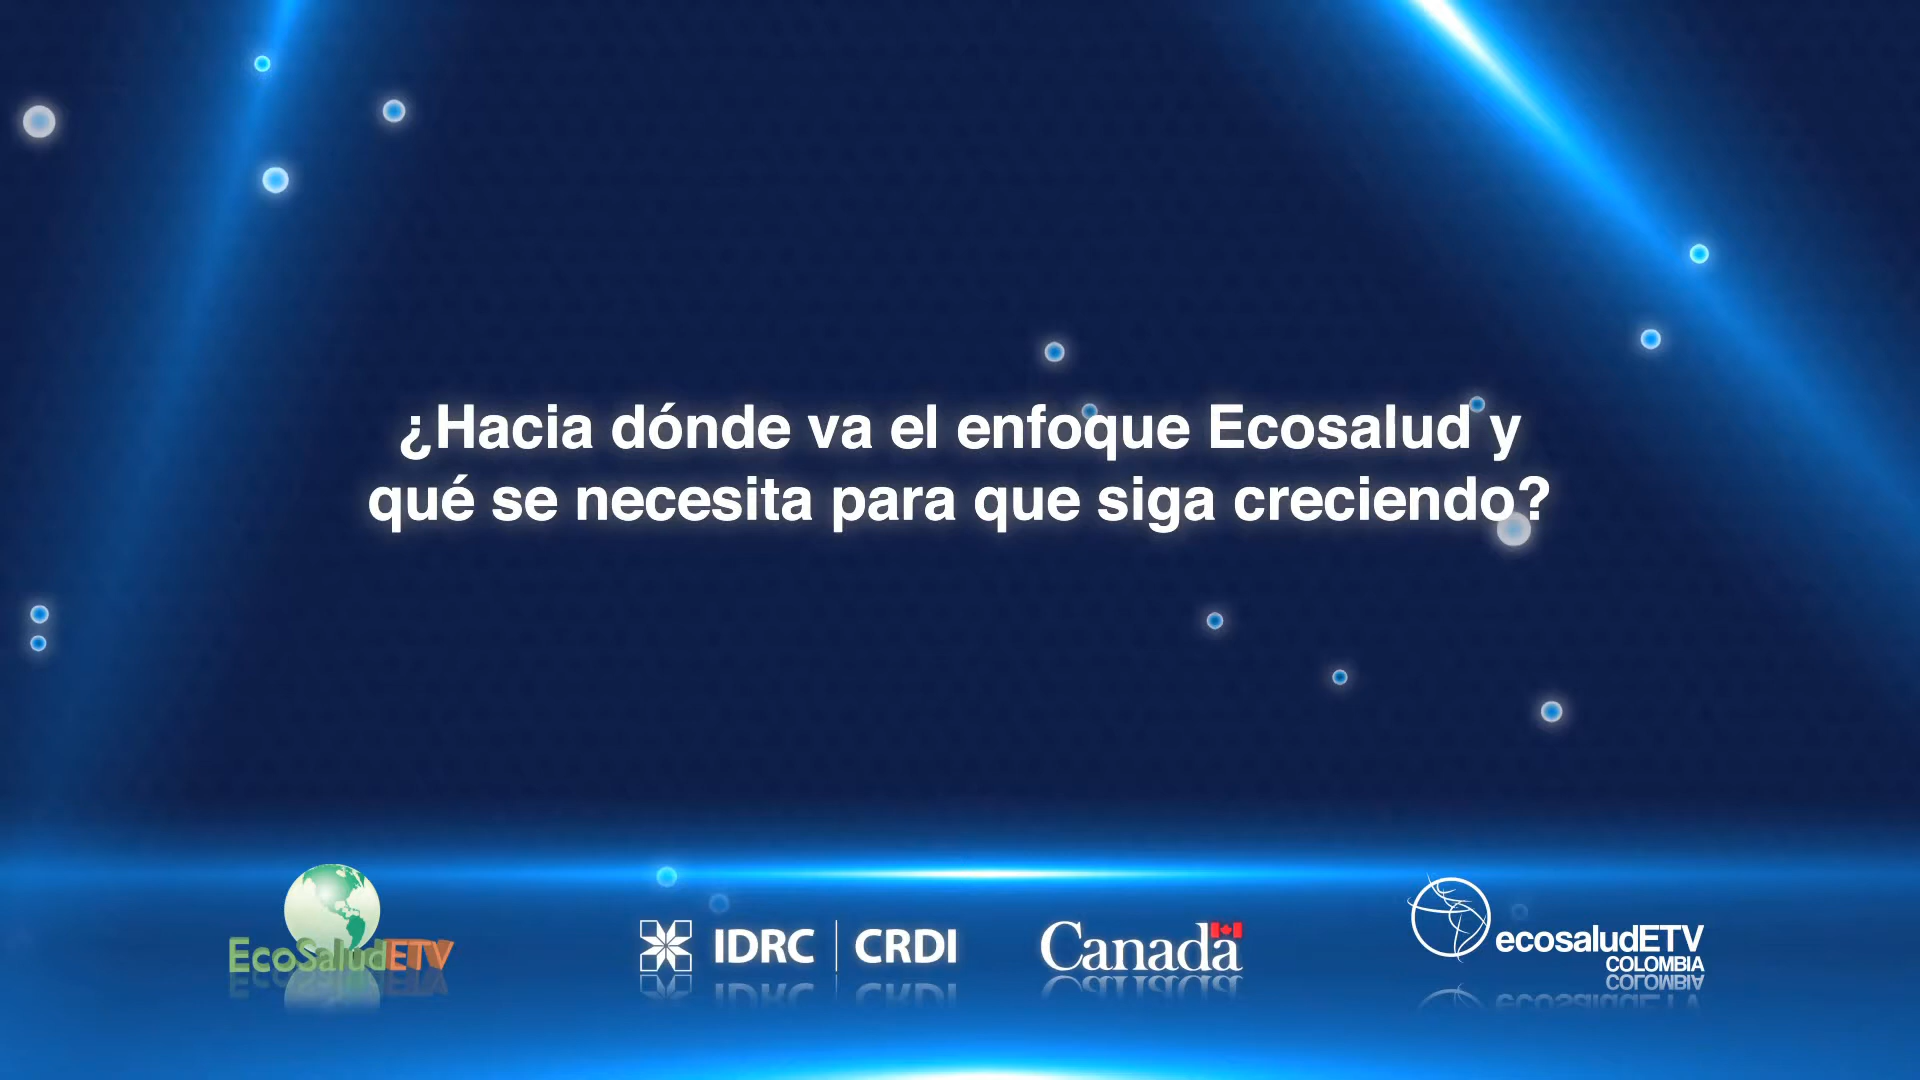 ¿Hacia dónde va el enfoque Ecosalud y
qué se necesita para que siga creciendo?
EcoSaludETV
IDRC | CRDI
Canada
ecosaludETV
COLOMBIA